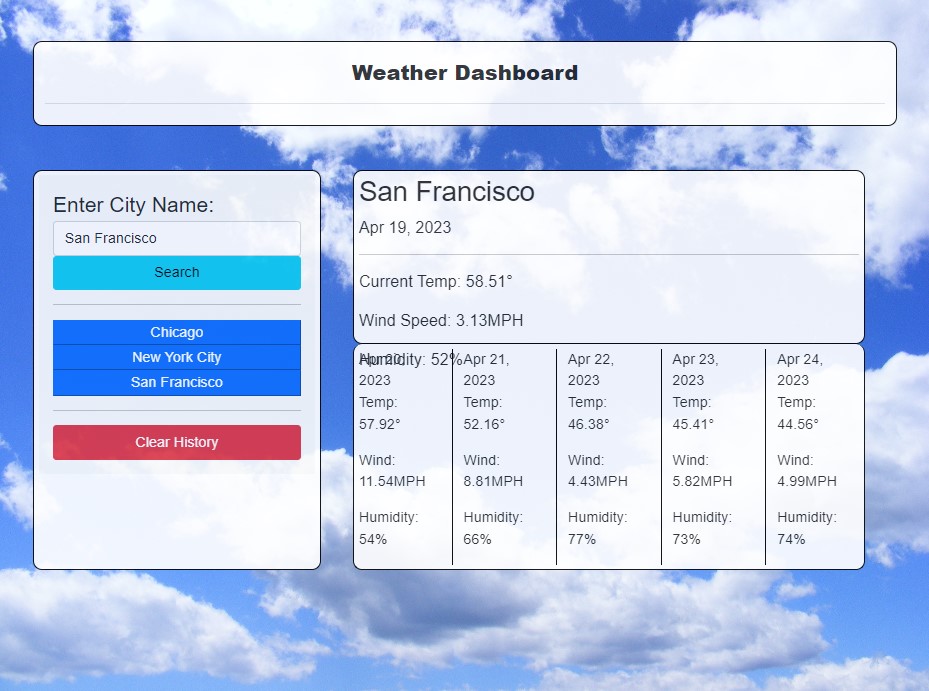 Weather Dashboard
Enter City Name:
San Francisco
Search
Chicago
New York City
San Francisco
Clear History
San Francisco
Apr 19, 2023
Current Temp: 58.51°
Wind Speed: 3.13MPH
Humidity: 52%
Apr 20,
2023
Temp:
57.92°
Wind:
11.54MPH
Humidity:
54%
Apr 21,
2023
Temp:
52.16°
Wind:
8.81MPH
Humidity:
66%
Apr 22,
2023
Temp:
46.38°
Wind:
4.43MPH
Humidity:
77%
Apr 23,
2023
Temp:
45.41°
Wind:
5.82MPH
Humidity:
73%
Apr 24,
2023
Temp:
44.56°
Wind:
4.99MPH
Humidity:
74%